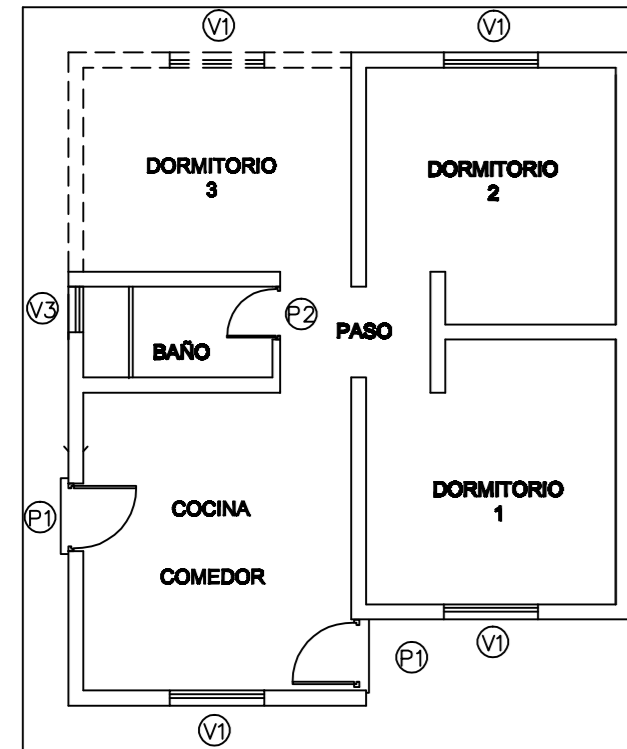 V1
V1
DORMITORIO
3
DORMITORIO
2
V3
P2
PASO
BAÑO
P1
COCINA
COMEDOR
DORMITORIO
1
P1
V1
V1